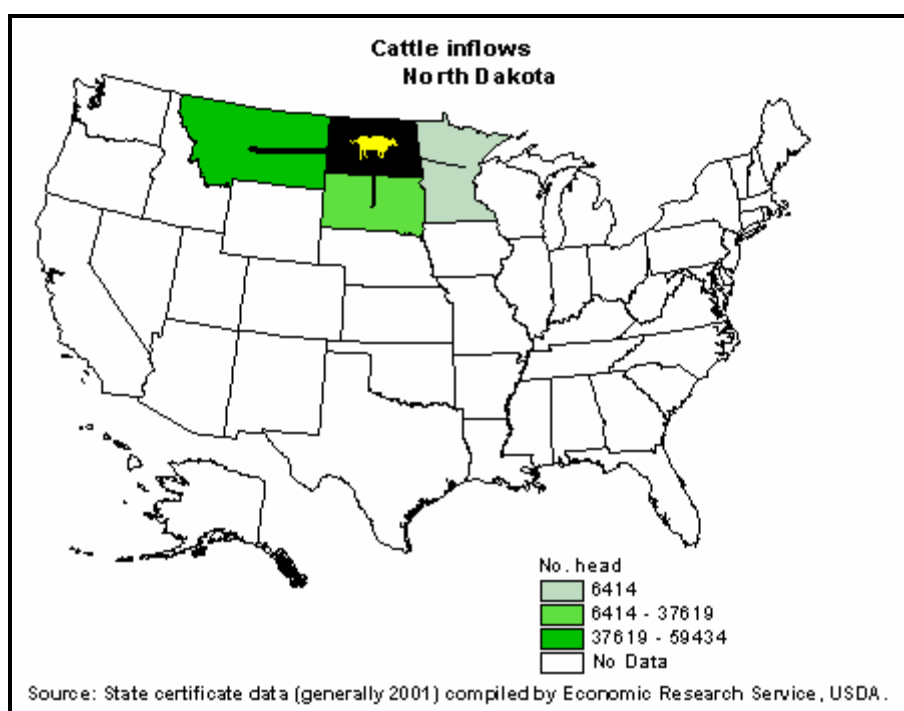 Cattle inflows
North Dakota
No. head
6414
6414 - 37619
37619 - 59434
No Data
Source: State certificate data (generally 2001) compiled by Economic Research Service, USDA.